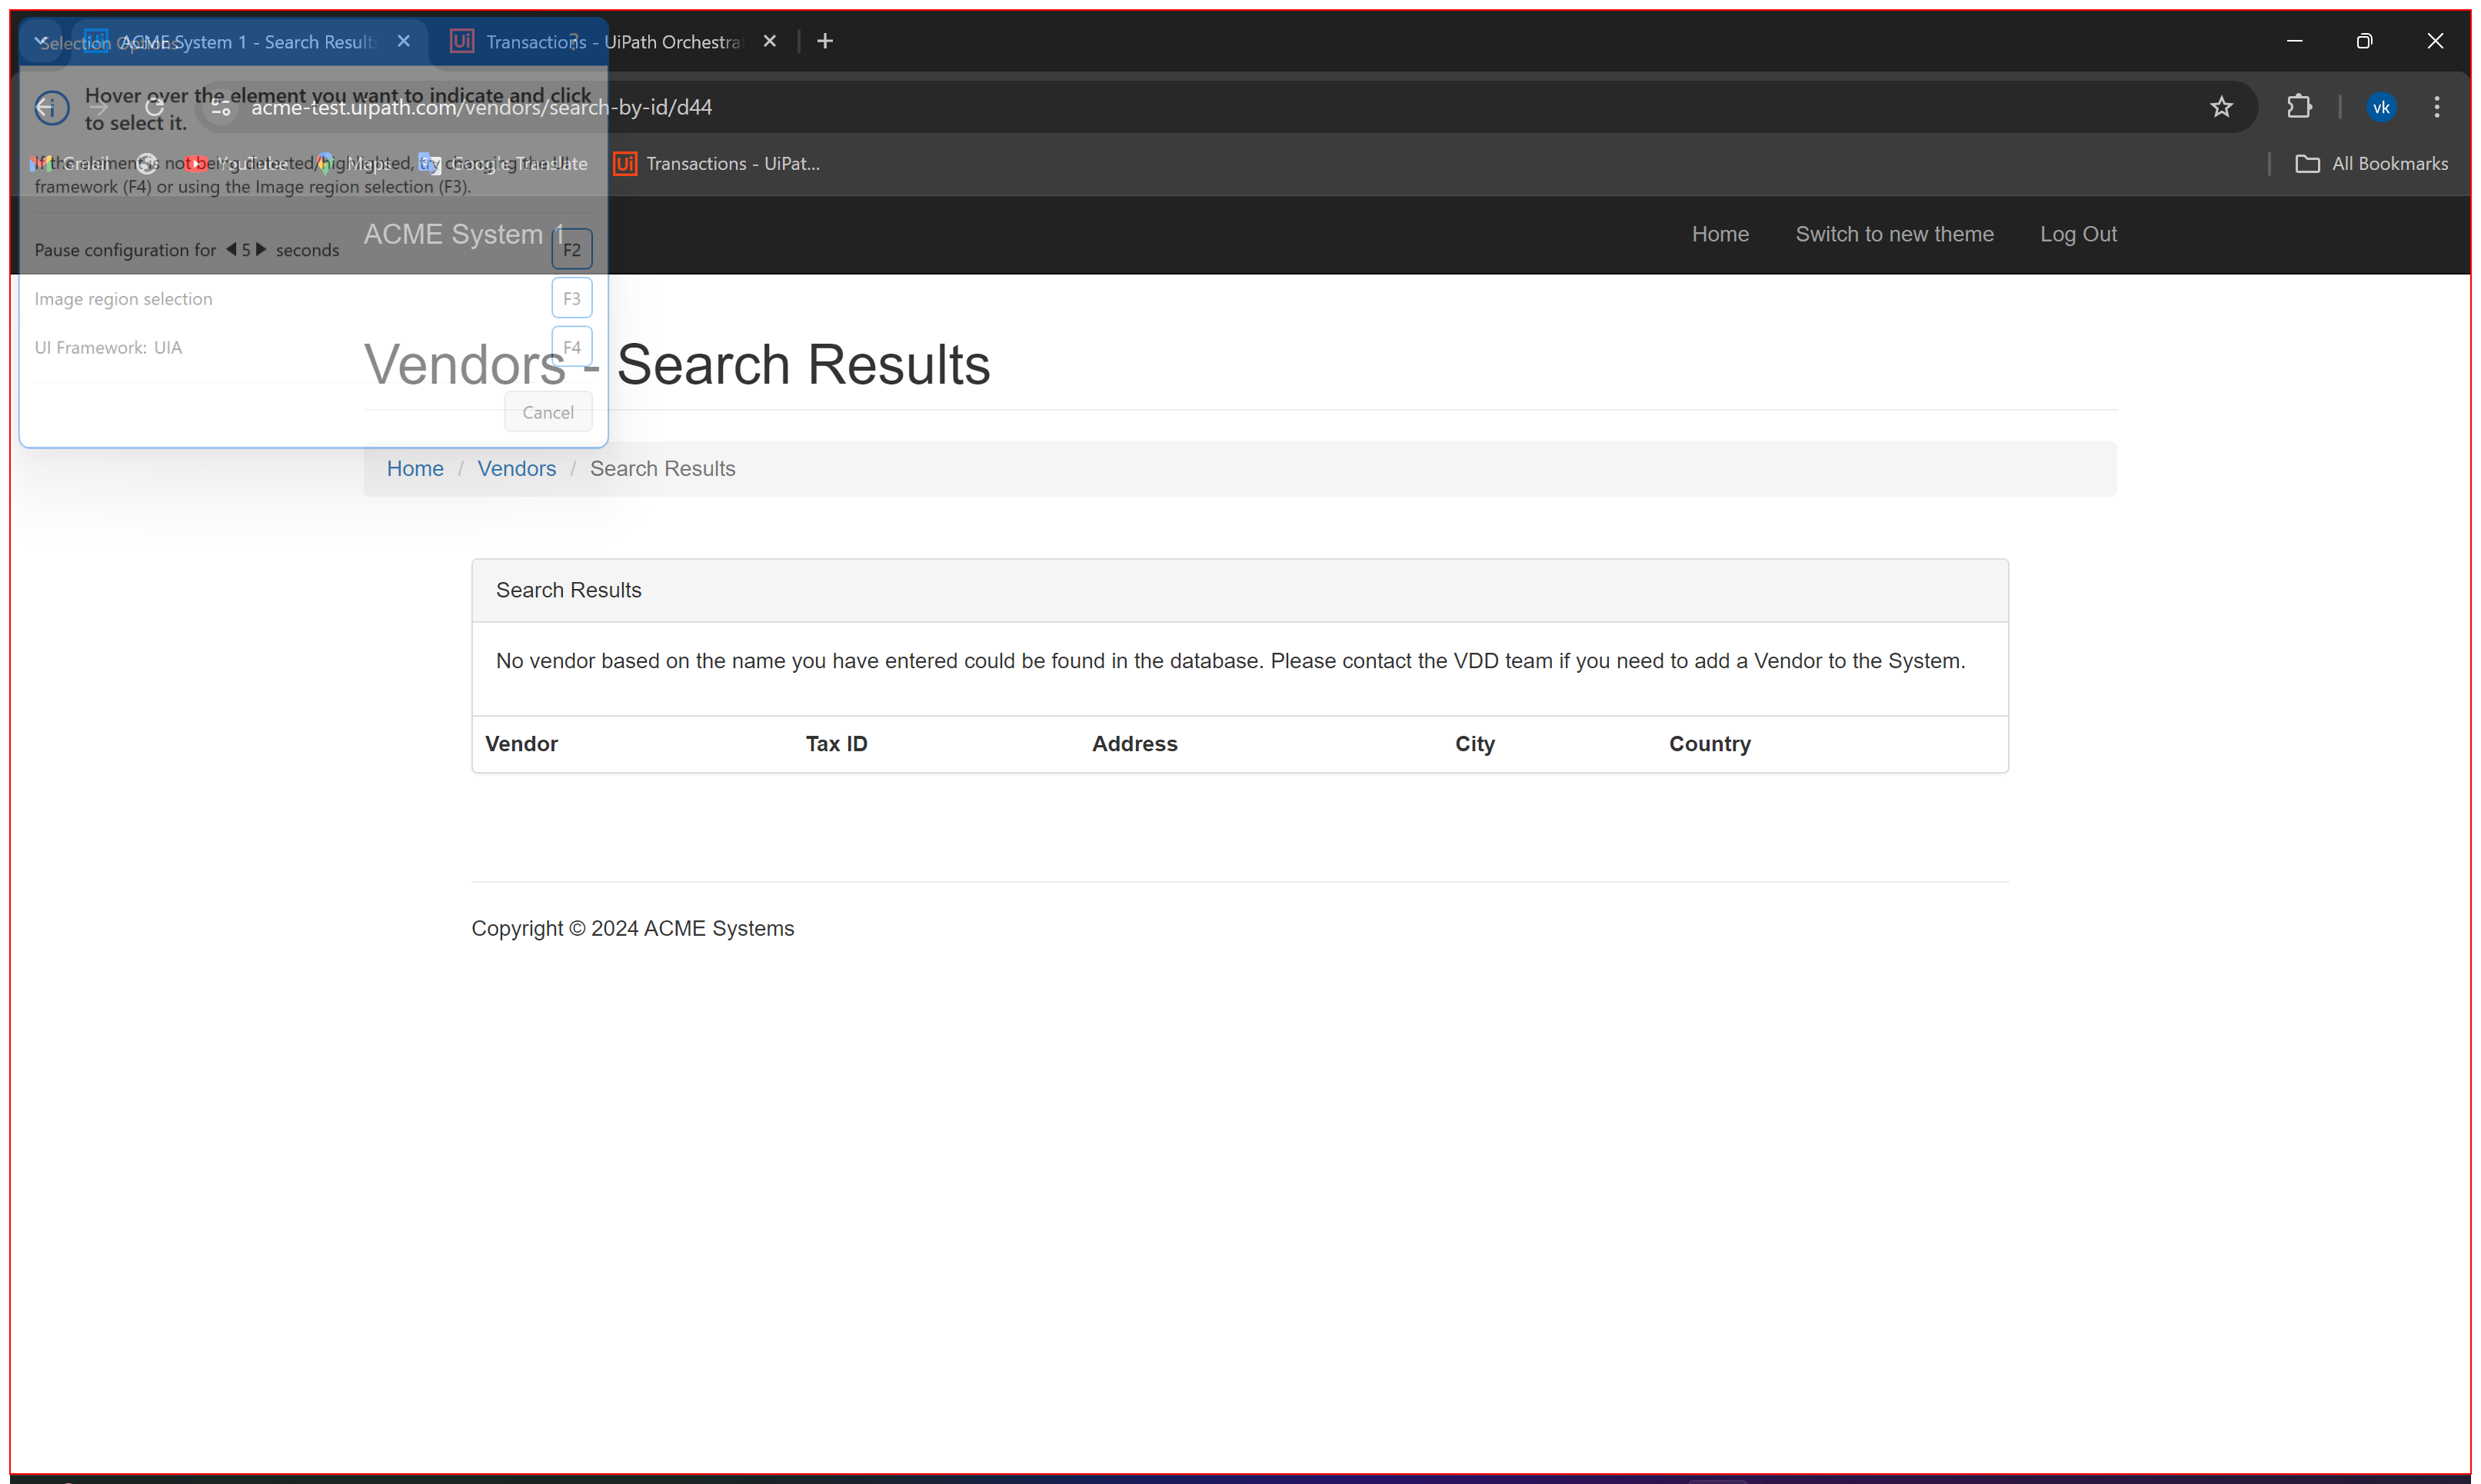 Selection Options ?
ACME System 1 - Search Result
Transactions - UiPath Orchestra
Hover over the element you want to indicate and click
to select it.
acme-test.uipath.com/vendors/search-by-id/d44
vk
If the element is not being detected/highlighted, try changing the UI
framework (F4) or using the Image region selection (F3).
Gmail YouTube Maps Google Translate Transactions - UiPat... All Bookmarks
ACME System 1 Home Switch to new theme Log Out
Pause configuration for 5 seconds F2
Image region selection F3
UI Framework: UIA F4
Vendors - Search Results
Cancel
Home / Vendors / Search Results
Search Results
No vendor based on the name you have entered could be found in the database. Please contact the VDD team if you need to add a Vendor to the System.
Vendor Tax ID Address City Country
Copyright © 2024 ACME Systems